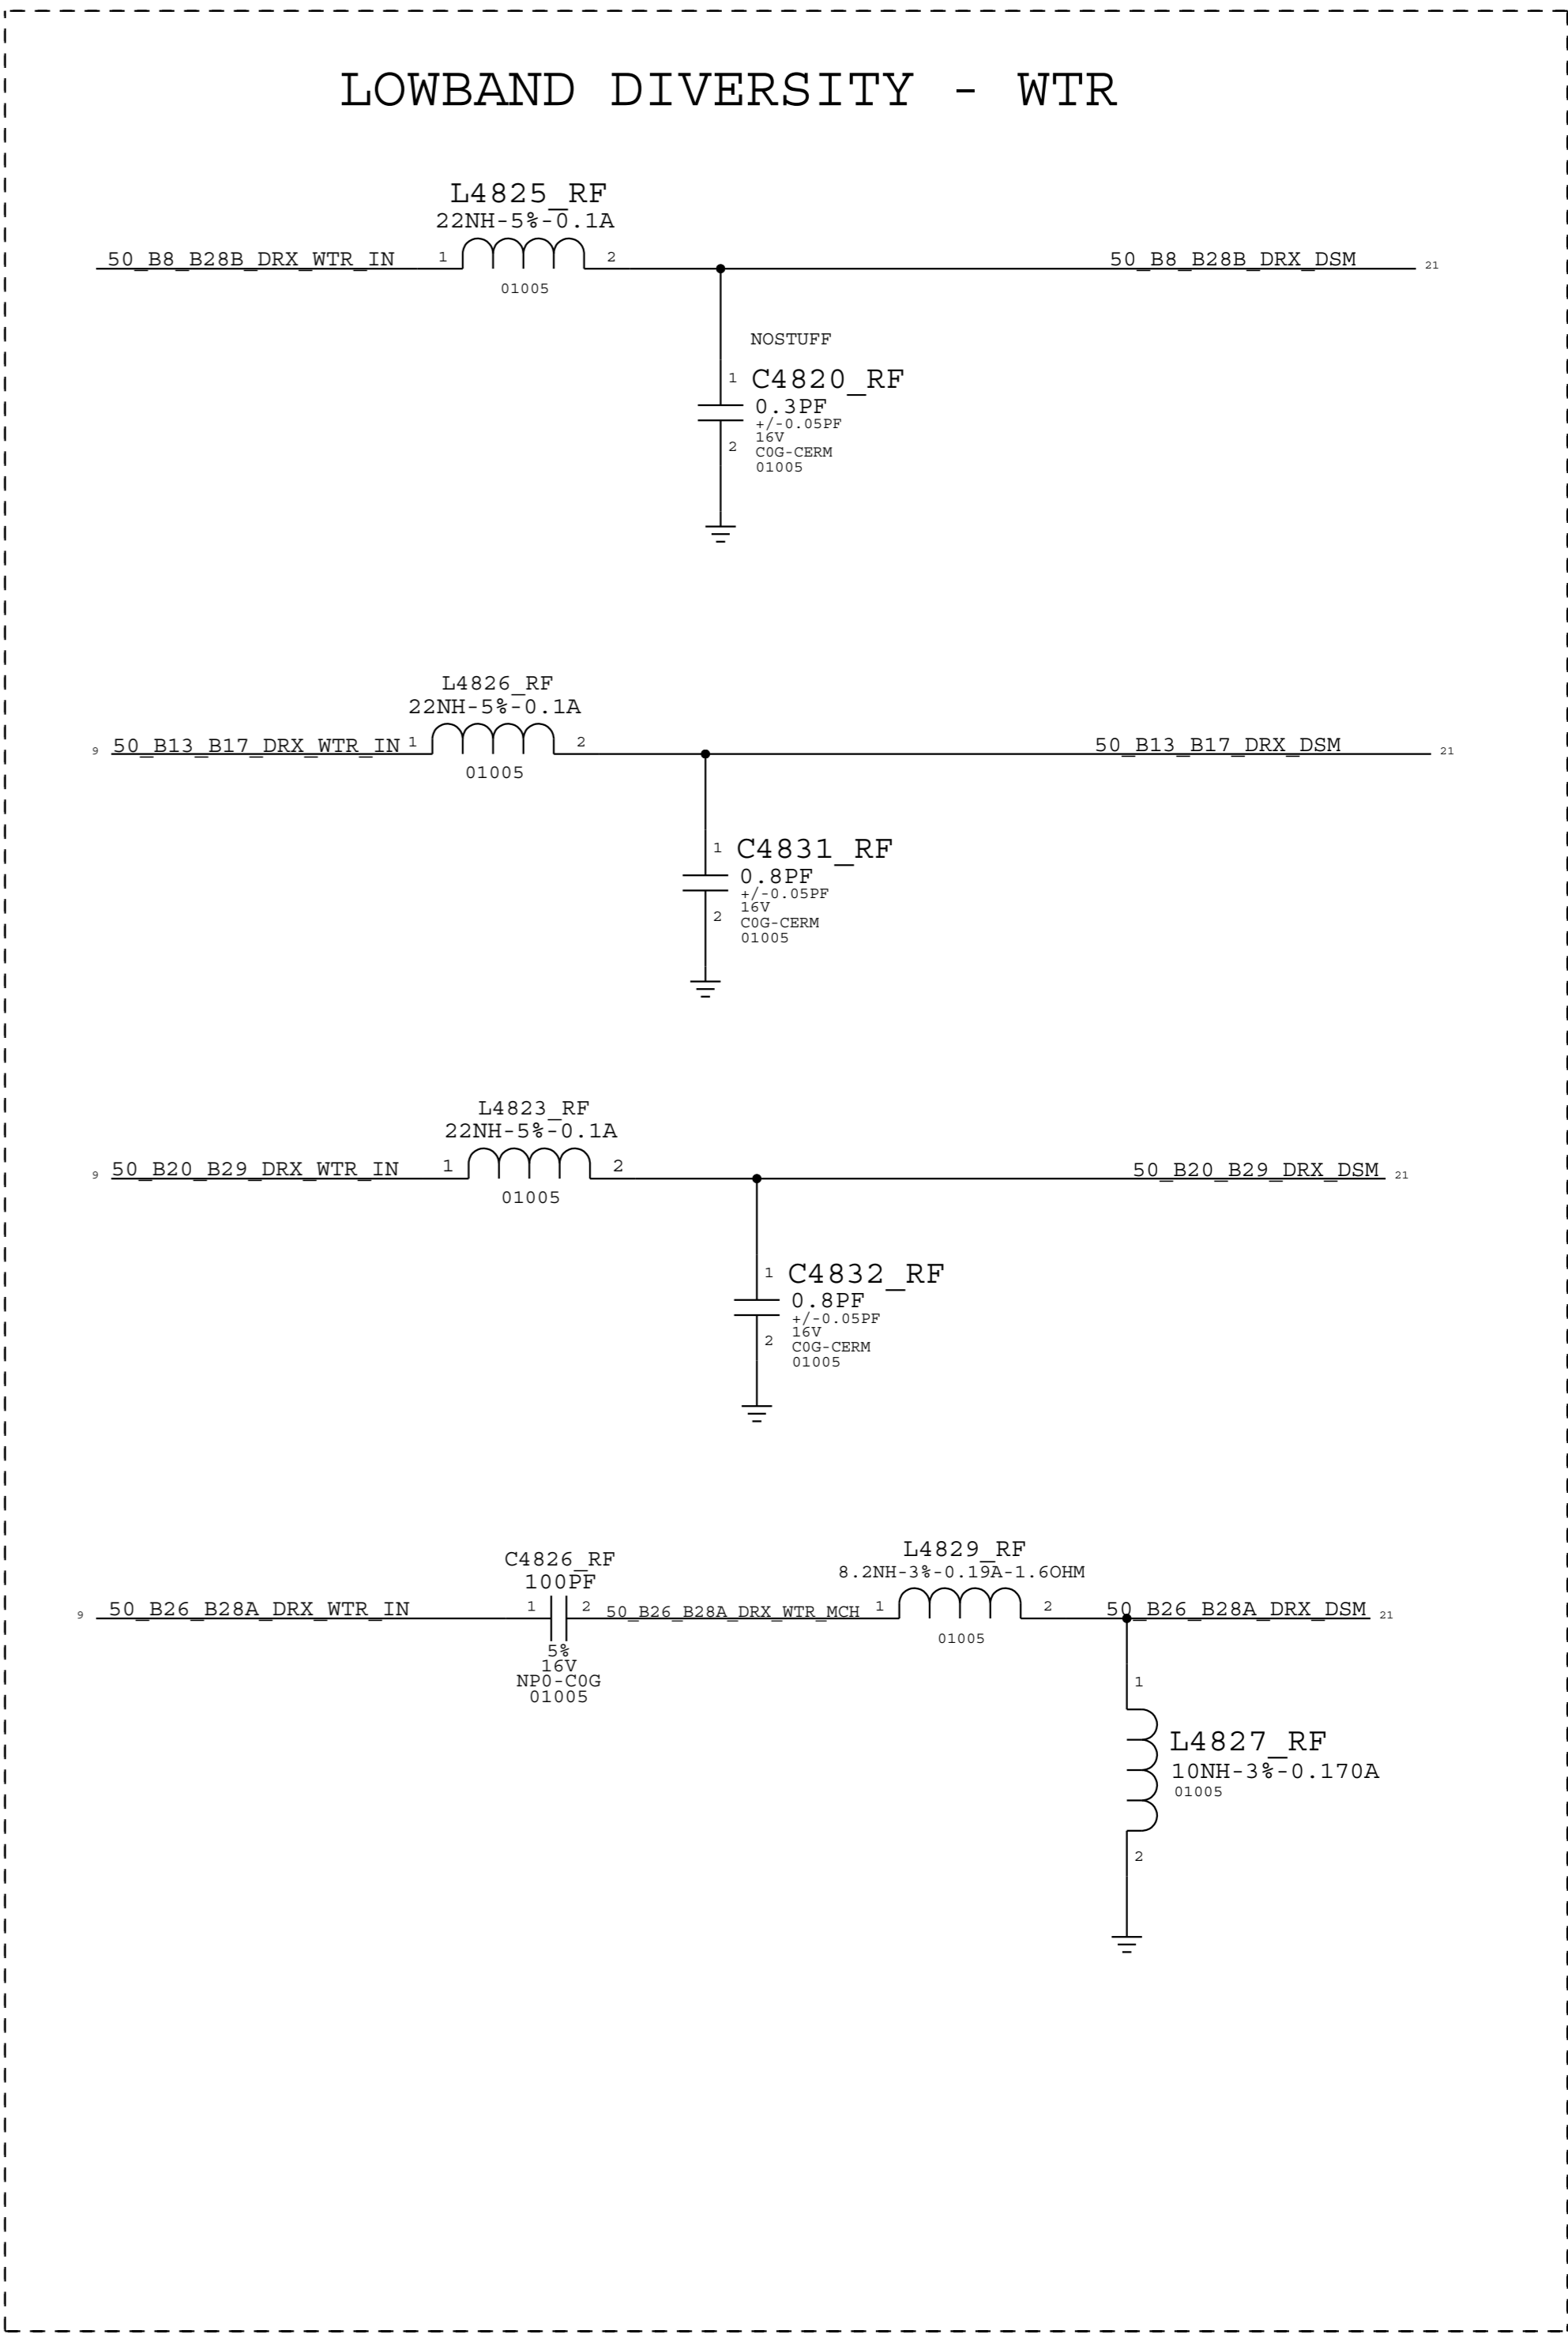 LOWBAND DIVERSITY - WTR
L4825_RF
22NH-5%-0.1A
50_B8_B28B_DRX_WTR_IN 1 2 50_B8_B28B_DRX_DSM 21
01005
NOSTUFF
1 C4820_RF
0.3PF
+/-0.05PF
16V
2 C0G-CERM
01005
L4826_RF
22NH-5%-0.1A
9 50_B13_B17_DRX_WTR_IN 1 2 50_B13_B17_DRX_DSM 21
01005
1 C4831_RF
0.8PF
+/-0.05PF
16V
2 C0G-CERM
01005
L4823_RF
22NH-5%-0.1A
9 50_B20_B29_DRX_WTR_IN 1 2 50_B20_B29_DRX_DSM 21
01005
1 C4832_RF
0.8PF
+/-0.05PF
16V
2 C0G-CERM
01005
C4826_RF
100PF
L4829_RF
8.2NH-3%-0.19A-1.6OHM
9 50_B26_B28A_DRX_WTR_IN 1 2 50_B26_B28A_DRX_WTR_MCH 1 2 50_B26_B28A_DRX_DSM 21
01005
5%
16V
NP0-C0G
01005
1
L4827_RF
10NH-3%-0.170A
01005
2